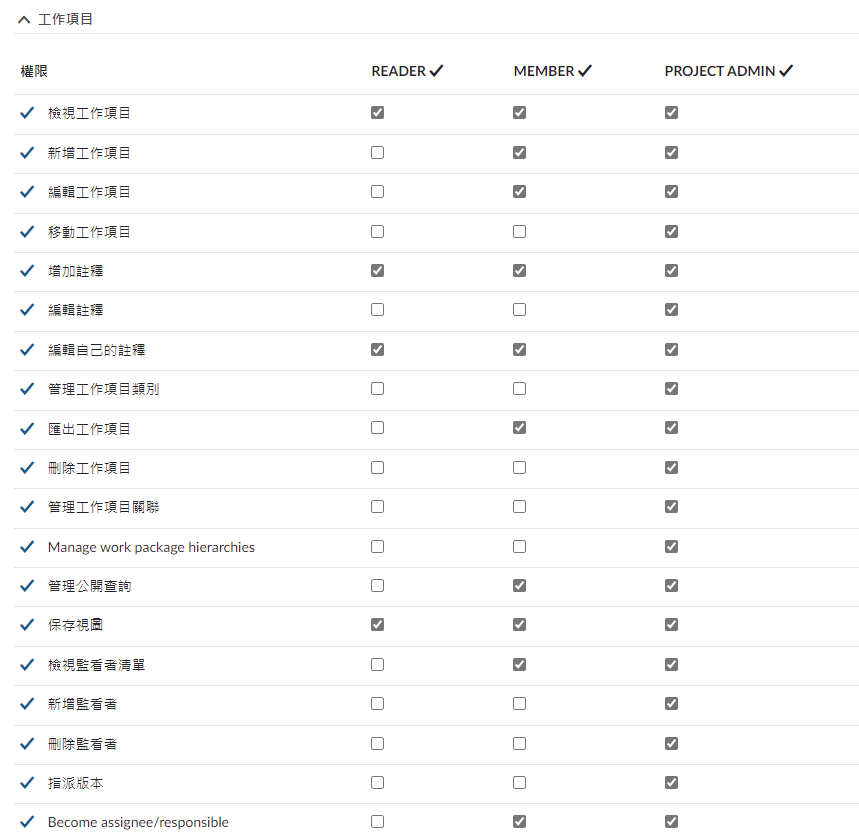 工作項目
權限 READER MEMBER PROJECT ADMIN
檢視工作項目
新增工作項目
編輯工作項目
移動工作項目
增加註釋
編輯註釋
編輯自己的註釋
管理工作項目類別
匯出工作項目
刪除工作項目
管理工作項目關聯
Manage work package hierarchies
管理公開查詢
保存視圖
檢視監看者清單
新增監看者
刪除監看者
指派版本
Become assignee/responsible